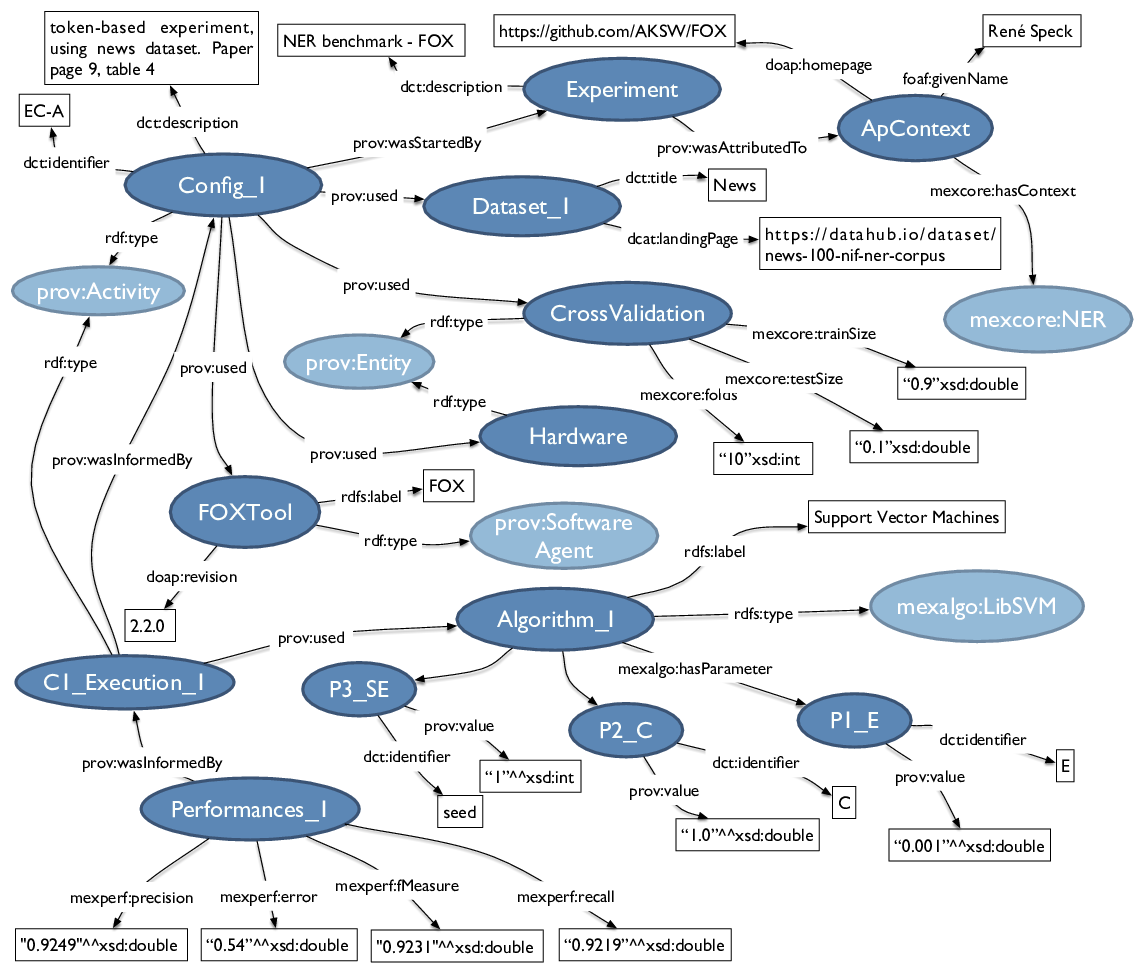 token-based experiment,
using news dataset. Paper
page 9, table 4
NER benchmark - FOX
https://github.com/AKSW/FOX
René Speck
doap:homepage
foaf:givenName
EC-A
dct:description
Experiment
dct:description
ApContext
dct:identifier
prov:wasStartedBy
prov:wasAttributedTo
Config_1
prov:used
Dataset_1
dct:title
News
mexcore:hasContext
rdf:type
dcat:landingPage
https://datahub.io/dataset/
news-100-nif-ner-corpus
prov:Activity
prov:used
CrossValidation
mexcore:NER
rdf:type
mexcore:trainSize
rdf:type
prov:used
prov:Entity
mexcore:testSize
“0.9”xsd:double
mexcore:folds
rdf:type
Hardware
“0.1”xsd:double
prov:wasInformedBy
prov:used
“10”xsd:int
FOXTool
rdfs:label
FOX
prov:Software
Agent
rdf:type
Support Vector Machines
rdfs:label
doap:revision
2.2.0
prov:used
Algorithm_1
rdfs:type
mexalgo:LibSVM
C1_Execution_1
P3_SE
mexalgo:hasParameter
P2_C
P1_E
prov:value
dct:identifier
dct:identifier
prov:wasInformedBy
dct:identifier
E
“1”^^xsd:int
prov:value
prov:value
Performances_1
seed
C
“1.0”^^xsd:double
“0.001”^^xsd:double
mexperf:precision
mexperf:error
mexperf:fMeasure
mexperf:recall
"0.9249"^^xsd:double
“0.54”^^xsd:double
"0.9231"^^xsd:double
“0.9219”^^xsd:double